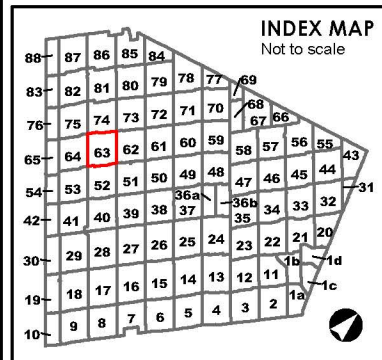 INDEX MAP
Not to scale
88 87 86 85 84
83 82 81 80 79 78 77 69
76 75 74 73 72 71 70 68 67 66
65 64 63 62 61 60 59 58 57 56 55 43
54 53 52 51 50 49 48 47 46 45 44 31
42 41 40 39 38 36a 37 36b 35 34 33 32
30 29 28 27 26 25 24 23 22 21 20
19 18 17 16 15 14 13 12 11 1b 1d
10 9 8 7 6 5 4 3 2 1a 1c